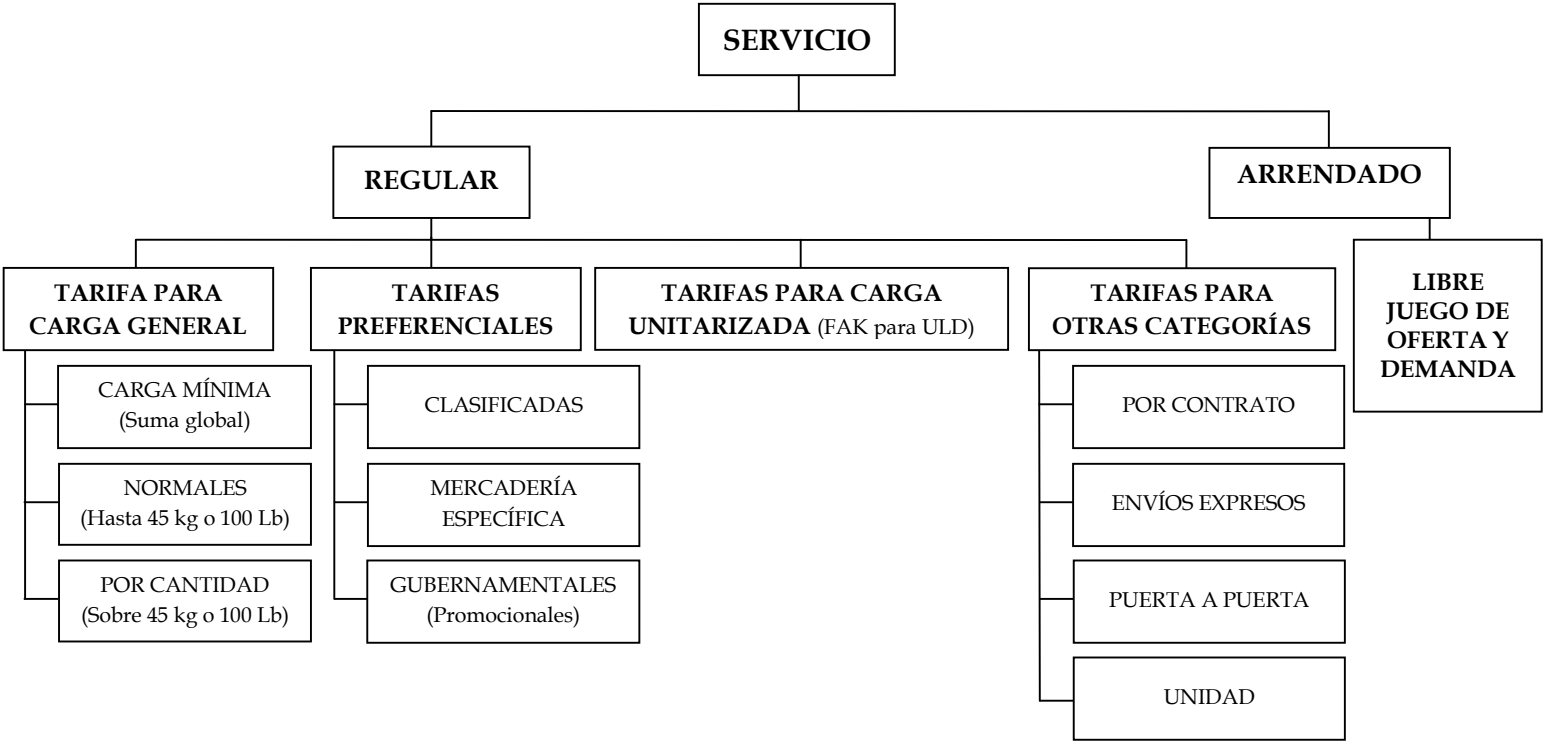 SERVICIO
REGULAR
ARRENDADO
TARIFA PARA
CARGA GENERAL
CARGA MÍNIMA
(Suma global)
NORMALES
(Hasta 45 kg o 100 Lb)
POR CANTIDAD
(Sobre 45 kg o 100 Lb)
TARIFAS
PREFERENCIALES
CLASIFICADAS
MERCADERÍA
ESPECÍFICA
GUBERNAMENTALES
(Promocionales)
TARIFAS PARA CARGA
UNITARIZADA (FAK para ULD)
TARIFAS PARA
OTRAS CATEGORÍAS
POR CONTRATO
ENVÍOS EXPRESOS
PUERTA A PUERTA
UNIDAD
LIBRE
JUEGO DE
OFERTA Y
DEMANDA